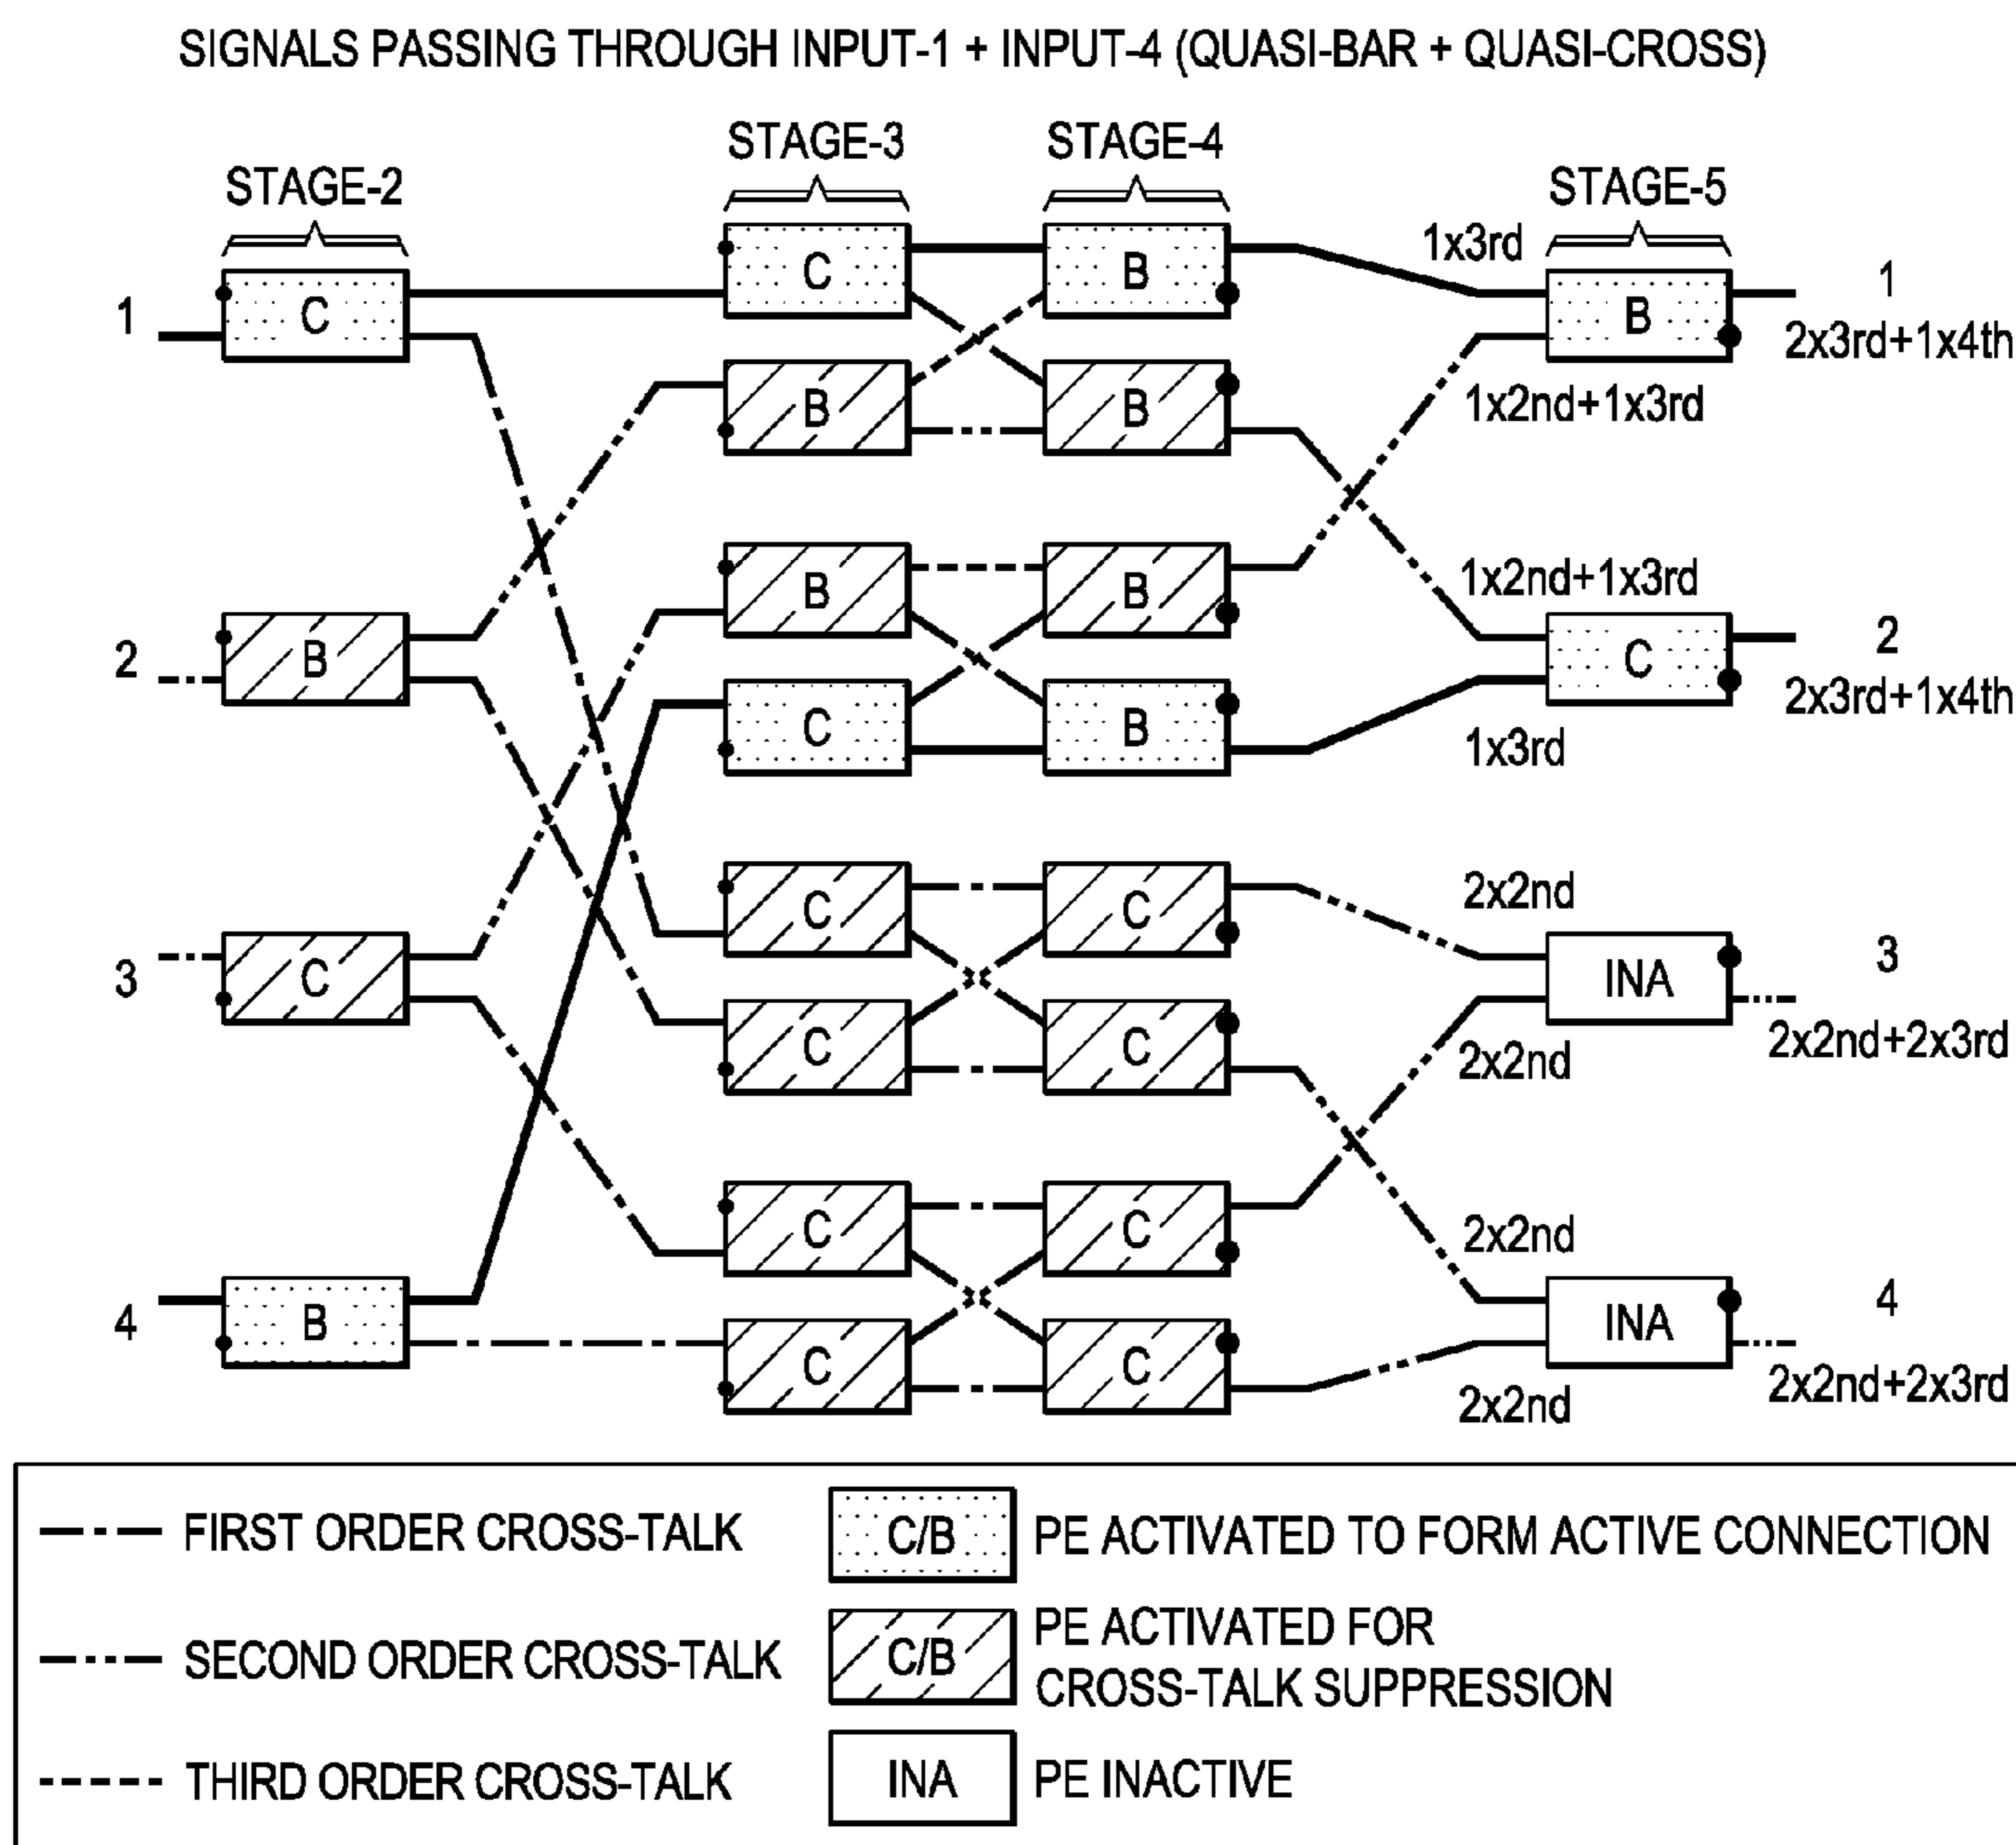 SIGNALS PASSING THROUGH INPUT-1 + INPUT-4 (QUASI-BAR + QUASI-CROSS)
STAGE-2
STAGE-3
STAGE-4
STAGE-5
1
C
C
B
1x3rd
B
1
2x3rd+1x4th
B
B
1x2nd+1x3rd
2
B
B
B
1x2nd+1x3rd
C
2
2x3rd+1x4th
C
B
1x3rd
3
C
C
C
2x2nd
INA
3
2x2nd+2x3rd
C
C
2x2nd
4
B
C
C
2x2nd
INA
4
2x2nd+2x3rd
C
C
2x2nd
FIRST ORDER CROSS-TALK
C/B
PE ACTIVATED TO FORM ACTIVE CONNECTION
SECOND ORDER CROSS-TALK
C/B
PE ACTIVATED FOR
CROSS-TALK SUPPRESSION
THIRD ORDER CROSS-TALK
INA
PE INACTIVE